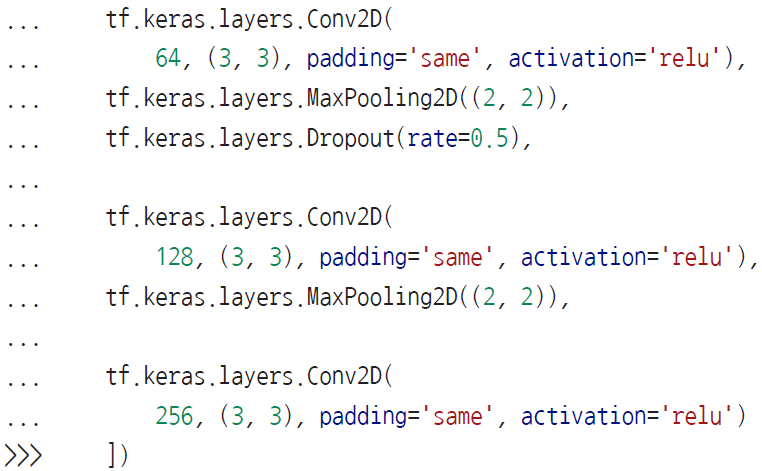 ...     tf.keras.layers.Conv2D(
...         64, (3, 3), padding='same', activation='relu'),
...     tf.keras.layers.MaxPooling2D((2, 2)),
...     tf.keras.layers.Dropout(rate=0.5),
...
...     tf.keras.layers.Conv2D(
...         128, (3, 3), padding='same', activation='relu'),
...     tf.keras.layers.MaxPooling2D((2, 2)),
...
...     tf.keras.layers.Conv2D(
...         256, (3, 3), padding='same', activation='relu')
>>>     ])